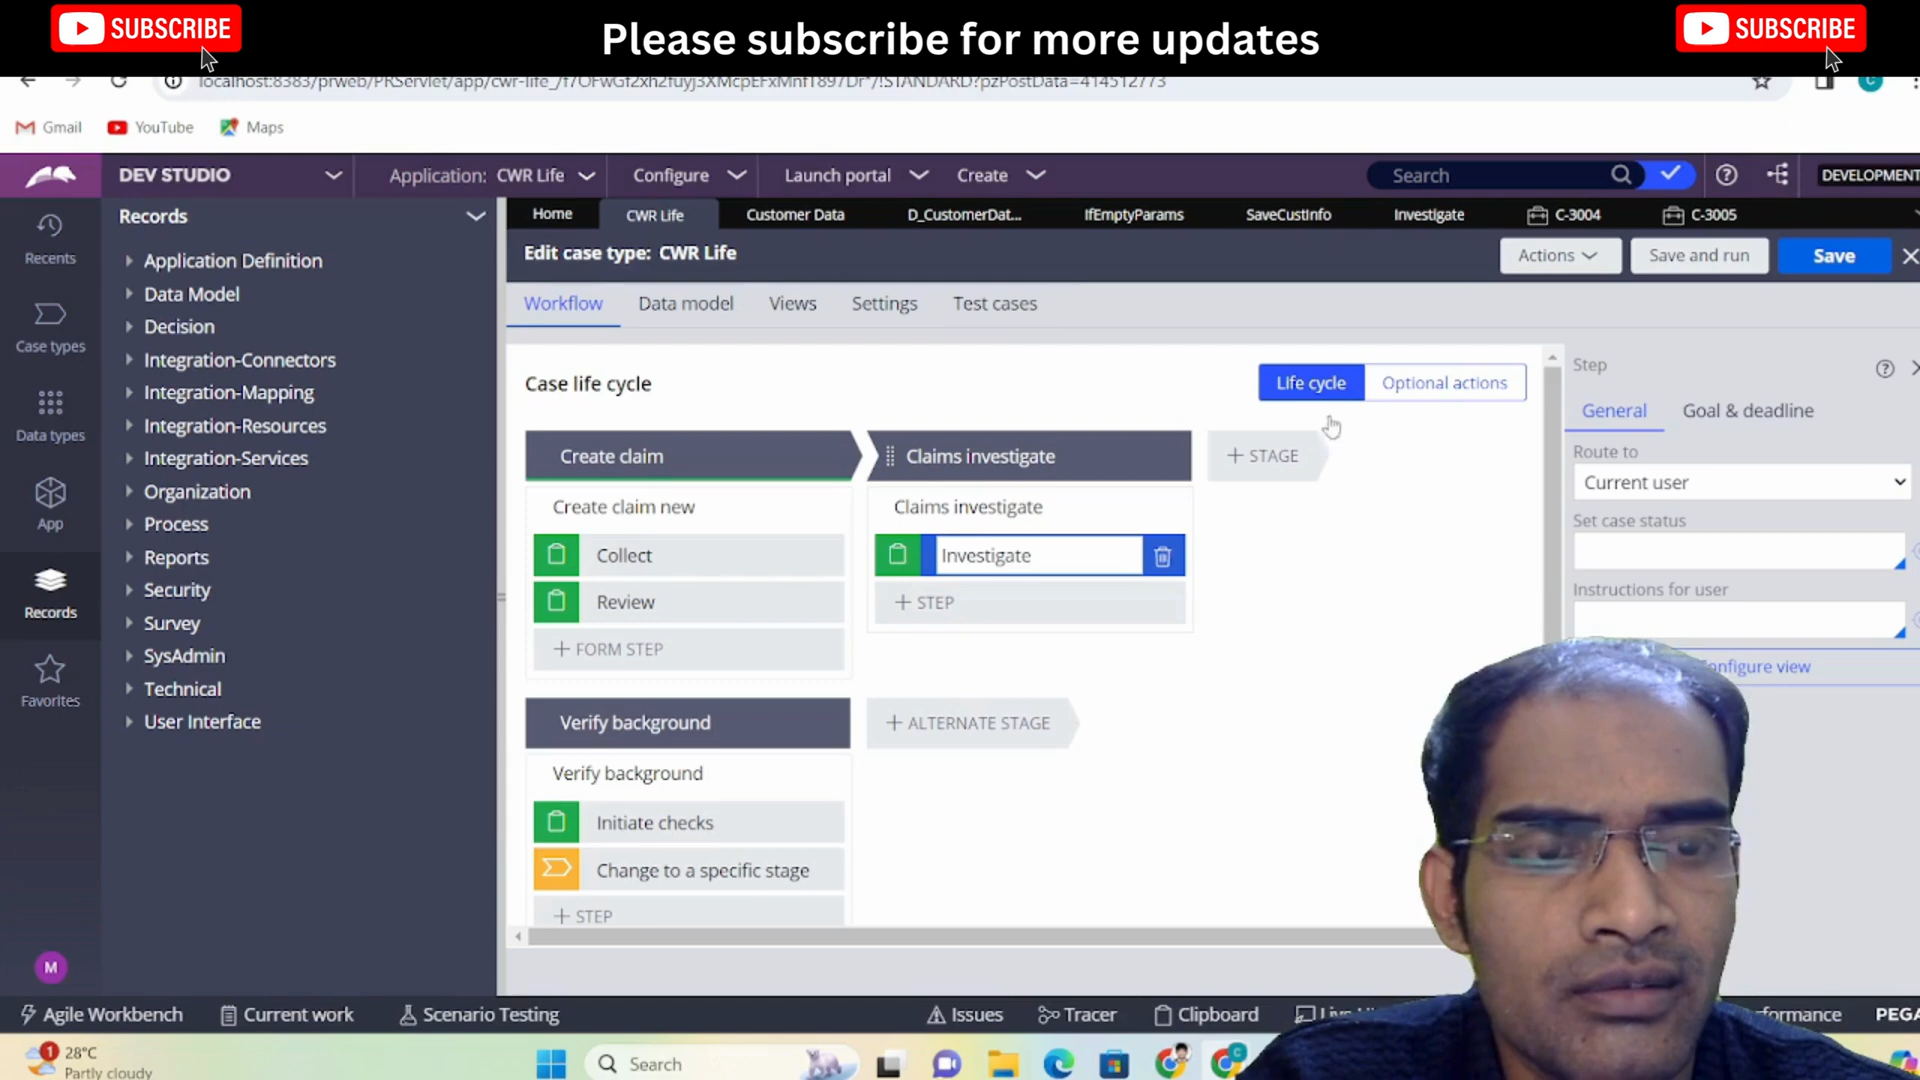 SUBSCRIBE
Please subscribe for more updates
SUBSCRIBE
Gmail
YouTube
Maps
DEV STUDIO
Application: CWR Life
Configure
Launch portal
Create
Search
DEVELOPMENT
Recents
Case types
Data types
App
Records
Favorites
M
Records
Application Definition
Data Model
Decision
Integration-Connectors
Integration-Mapping
Integration-Resources
Integration-Services
Organization
Process
Reports
Security
Survey
SysAdmin
Technical
User Interface
Home
CWR Life
Customer Data
D_CustomerDat...
IfEmptyParams
SaveCustInfo
Investigate
C-3004
C-3005
Edit case type: CWR Life
Actions
Save and run
Save
Workflow
Data model
Views
Settings
Test cases
Case life cycle
Life cycle
Optional actions
Create claim
Claims investigate
+ STAGE
Create claim new
Claims investigate
Collect
Investigate
Review
+ STEP
+ FORM STEP
Verify background
+ ALTERNATE STAGE
Verify background
Initiate checks
Change to a specific stage
+ STEP
Step
General
Goal & deadline
Route to
Current user
Set case status
Instructions for user
onfigure view
Agile Workbench
Current work
Scenario Testing
Issues
Tracer
Clipboard
PEGA
1
28°C
Partly cloudy
Search